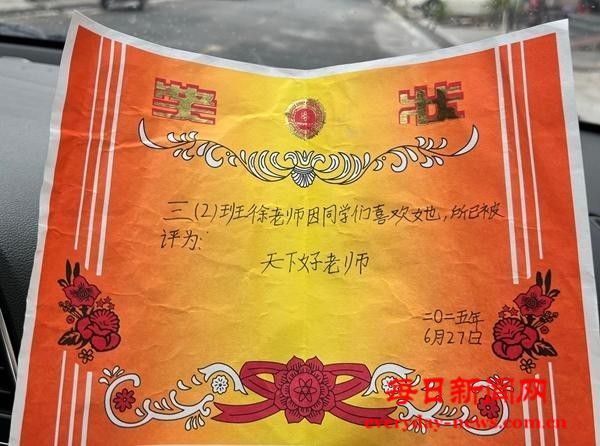 奖 状
三(2)班徐老师因同学们喜欢她,所已被
评为:
天下好老师
二〇二五年
6月27日
每日新闻网
everyday-news.com.cn